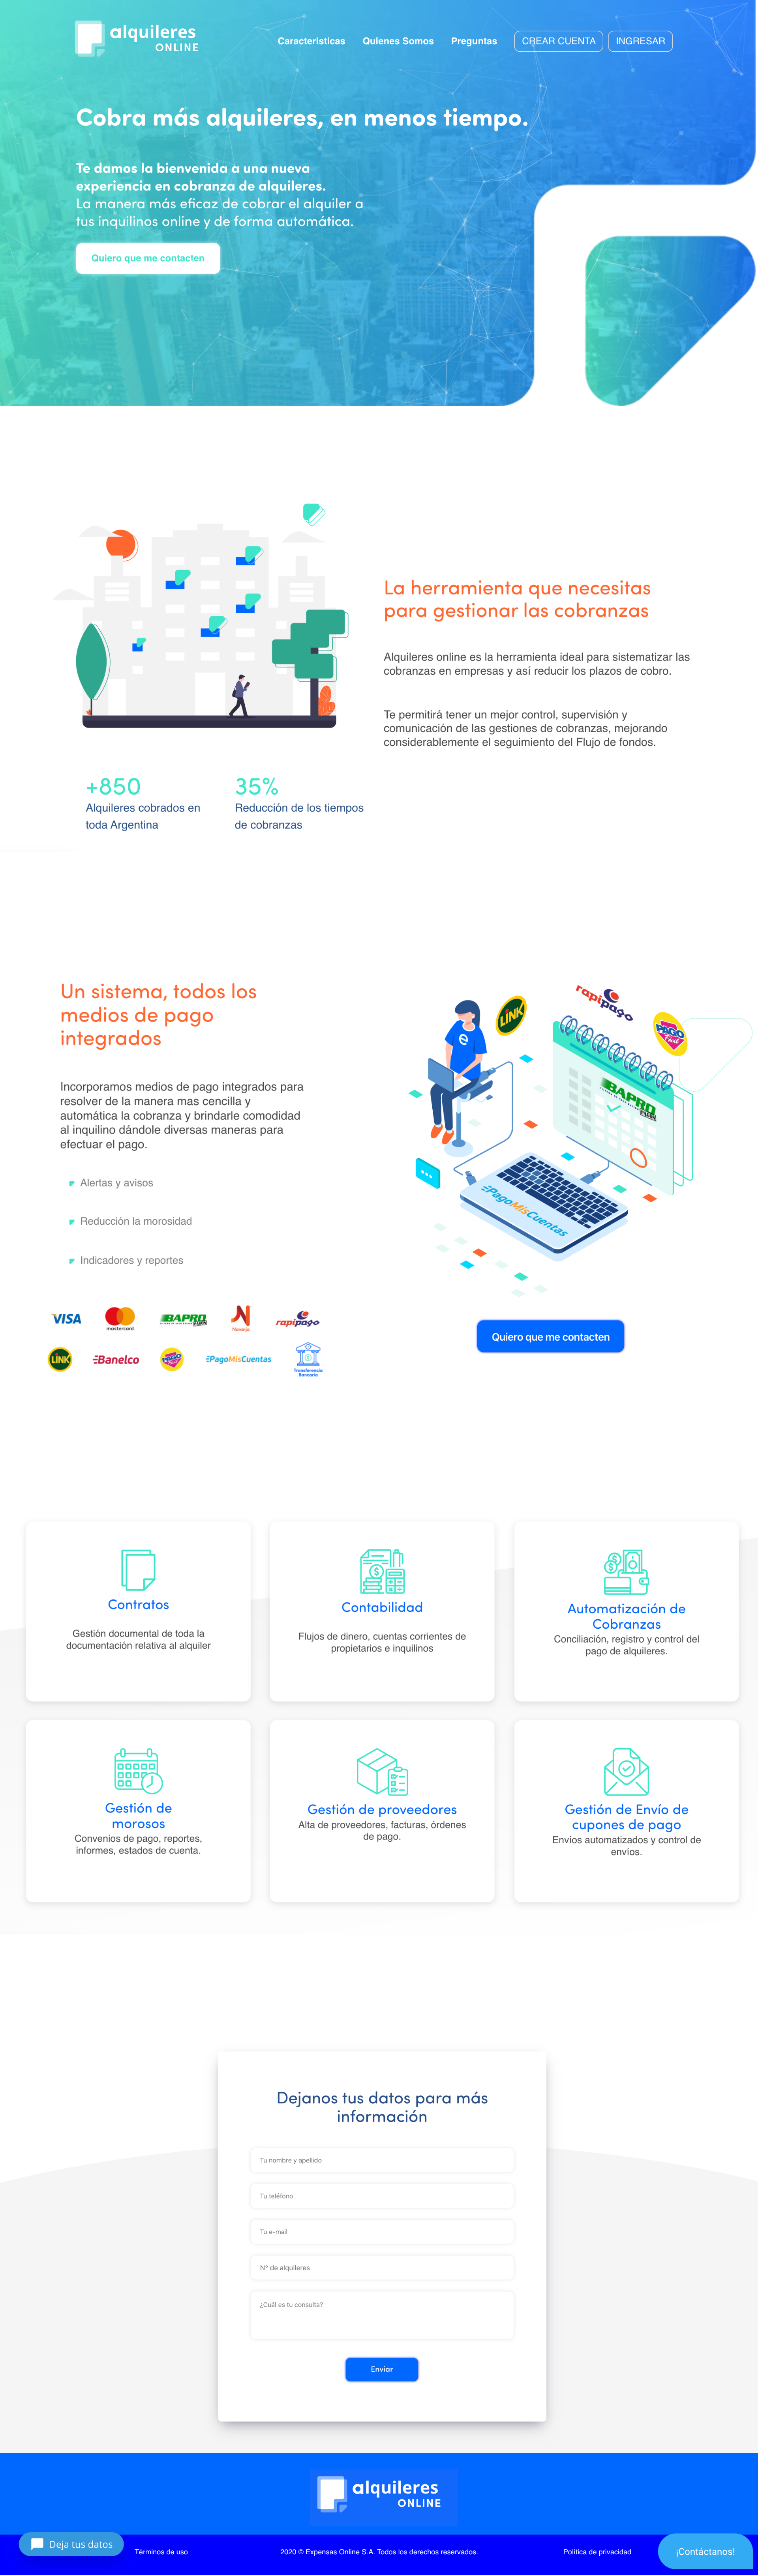 alquileres
ONLINE
Caracteristicas Quienes Somos Preguntas CREAR CUENTA INGRESAR
Cobra más alquileres, en menos tiempo.
Te damos la bienvenida a una nueva
experiencia en cobranza de alquileres.
La manera más eficaz de cobrar el alquiler a
tus inquilinos online y de forma automática.
Quiero que me contacten
La herramienta que necesitas
para gestionar las cobranzas
Alquileres online es la herramienta ideal para sistematizar las
cobranzas en empresas y así reducir los plazos de cobro.
Te permitirá tener un mejor control, supervisión y
comunicación de las gestiones de cobranzas, mejorando
considerablemente el seguimiento del Flujo de fondos.
+850
Alquileres cobrados en
toda Argentina
35%
Reducción de los tiempos
de cobranzas
Un sistema, todos los
medios de pago
integrados
Incorporamos medios de pago integrados para
resolver de la manera mas cencilla y
automática la cobranza y brindarle comodidad
al inquilino dándole diversas maneras para
efectuar el pago.
Alertas y avisos
Reducción la morosidad
Indicadores y reportes
VISA
mastercard
BAPRO
Naranja
rapipago
LINK
Banelco
PAGO
PagoMisCuentas
Transferencia
Bancaria
LINK
rapipago
PAGO
BAPRO
PagoMisCuentas
Quiero que me contacten
Contratos
Gestión documental de toda la
documentación relativa al alquiler
Contabilidad
Flujos de dinero, cuentas corrientes de
propietarios e inquilinos
Automatización de
Cobranzas
Conciliación, registro y control del
pago de alquileres.
Gestión de
morosos
Convenios de pago, reportes,
informes, estados de cuenta.
Gestión de proveedores
Alta de proveedores, facturas, órdenes
de pago.
Gestión de Envío de
cupones de pago
Envíos automatizados y control de
envíos.
Dejanos tus datos para más
información
Tu nombre y apellido
Tu teléfono
Tu e-mail
Nº de alquileres
¿Cuál es tu consulta?
Enviar
alquileres
ONLINE
Deja tus datos
Términos de uso
2020 © Expensas Online S.A. Todos los derechos reservados.
Política de privacidad
¡Contáctanos!